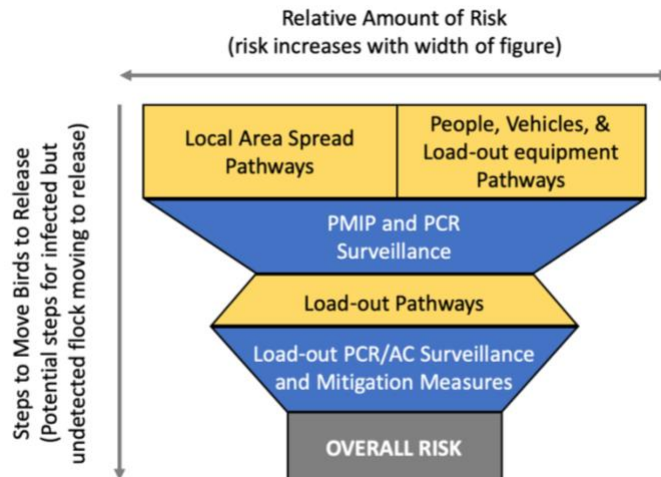 Relative Amount of Risk
(risk increases with width of figure)
Steps to Move Birds to Release
(Potential steps for infected but
undetected flock moving to release)
Local Area Spread
Pathways
People, Vehicles, &
Load-out equipment
Pathways
PMIP and PCR
Surveillance
Load-out Pathways
Load-out PCR/AC Surveillance
and Mitigation Measures
OVERALL RISK